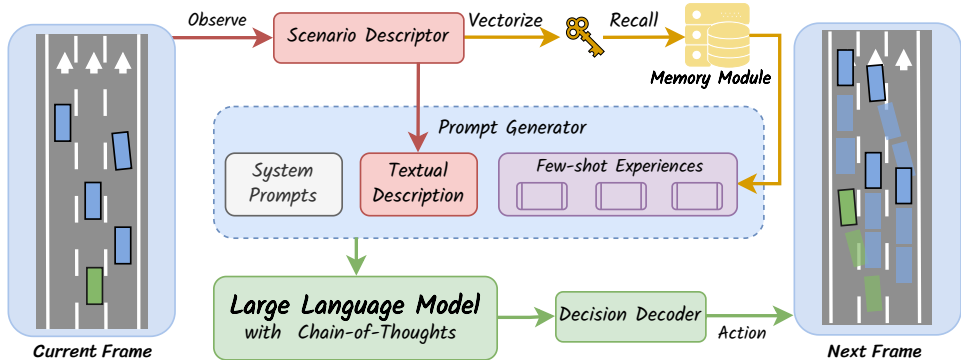 Observe
Scenario Descriptor
Vectorize
Recall
Memory Module
Prompt Generator
System
Prompts
Textual
Description
Few-shot Experiences
Large Language Model
with Chain-of-Thoughts
Decision Decoder
Action
Current Frame
Next Frame